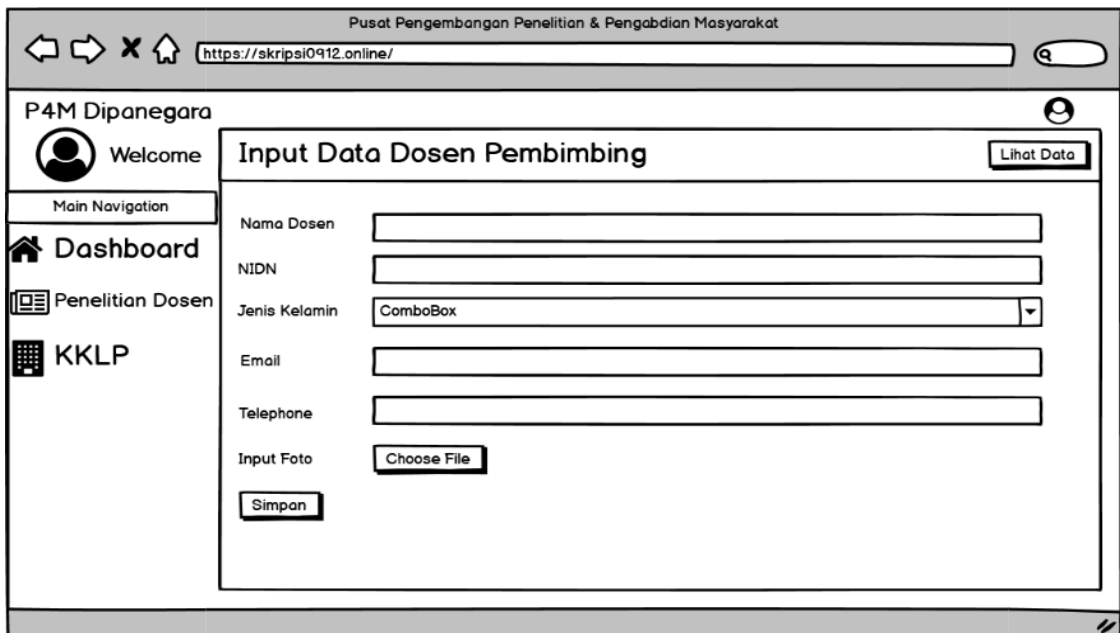 Pusat Pengembangan Penelitian & Pengabdian Masyarakat
https://skripsi0912.online/
P4M Dipanegara
Welcome
Main Navigation
Dashboard
Penelitian Dosen
KKLP
Input Data Dosen Pembimbing
Lihat Data
Nama Dosen
NIDN
Jenis Kelamin
ComboBox
Email
Telephone
Input Foto
Choose File
Simpan